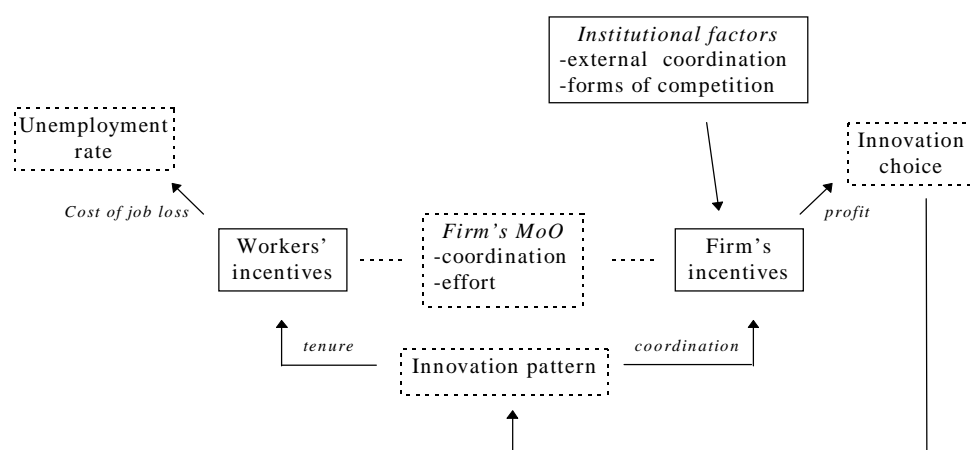 Institutional factors
-external coordination
-forms of competition
Unemployment
rate
Innovation
choice
Cost of job loss
profit
Workers’
incentives
Firm's MoO
-coordination
-effort
Firm’s
incentives
tenure
coordination
Innovation pattern